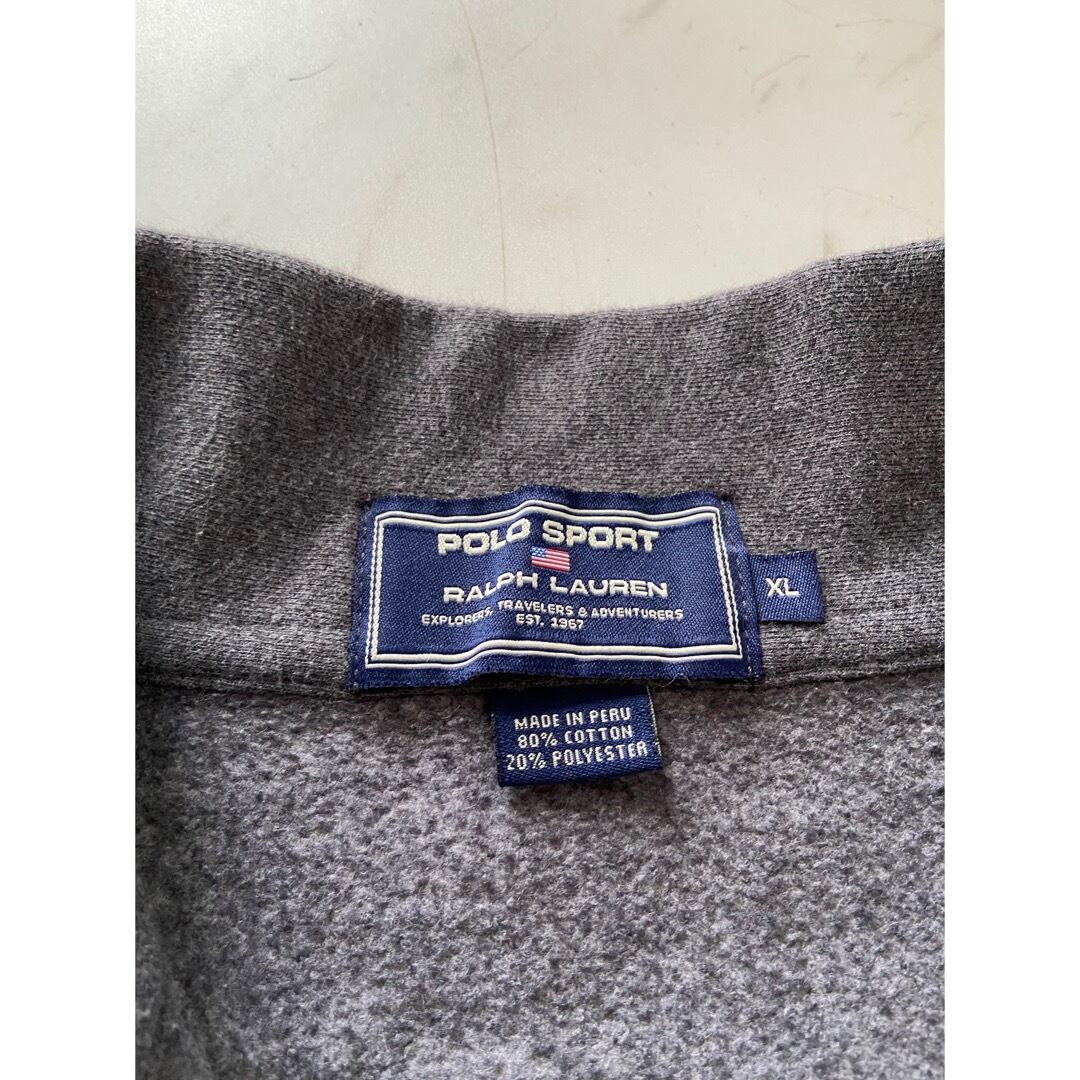 POLO SPORT
RALPH LAUREN
EXPLORERS, TRAVELERS & ADVENTURERS
EST. 1967
XL
MADE IN PERU
80% COTTON
20% POLYESTER